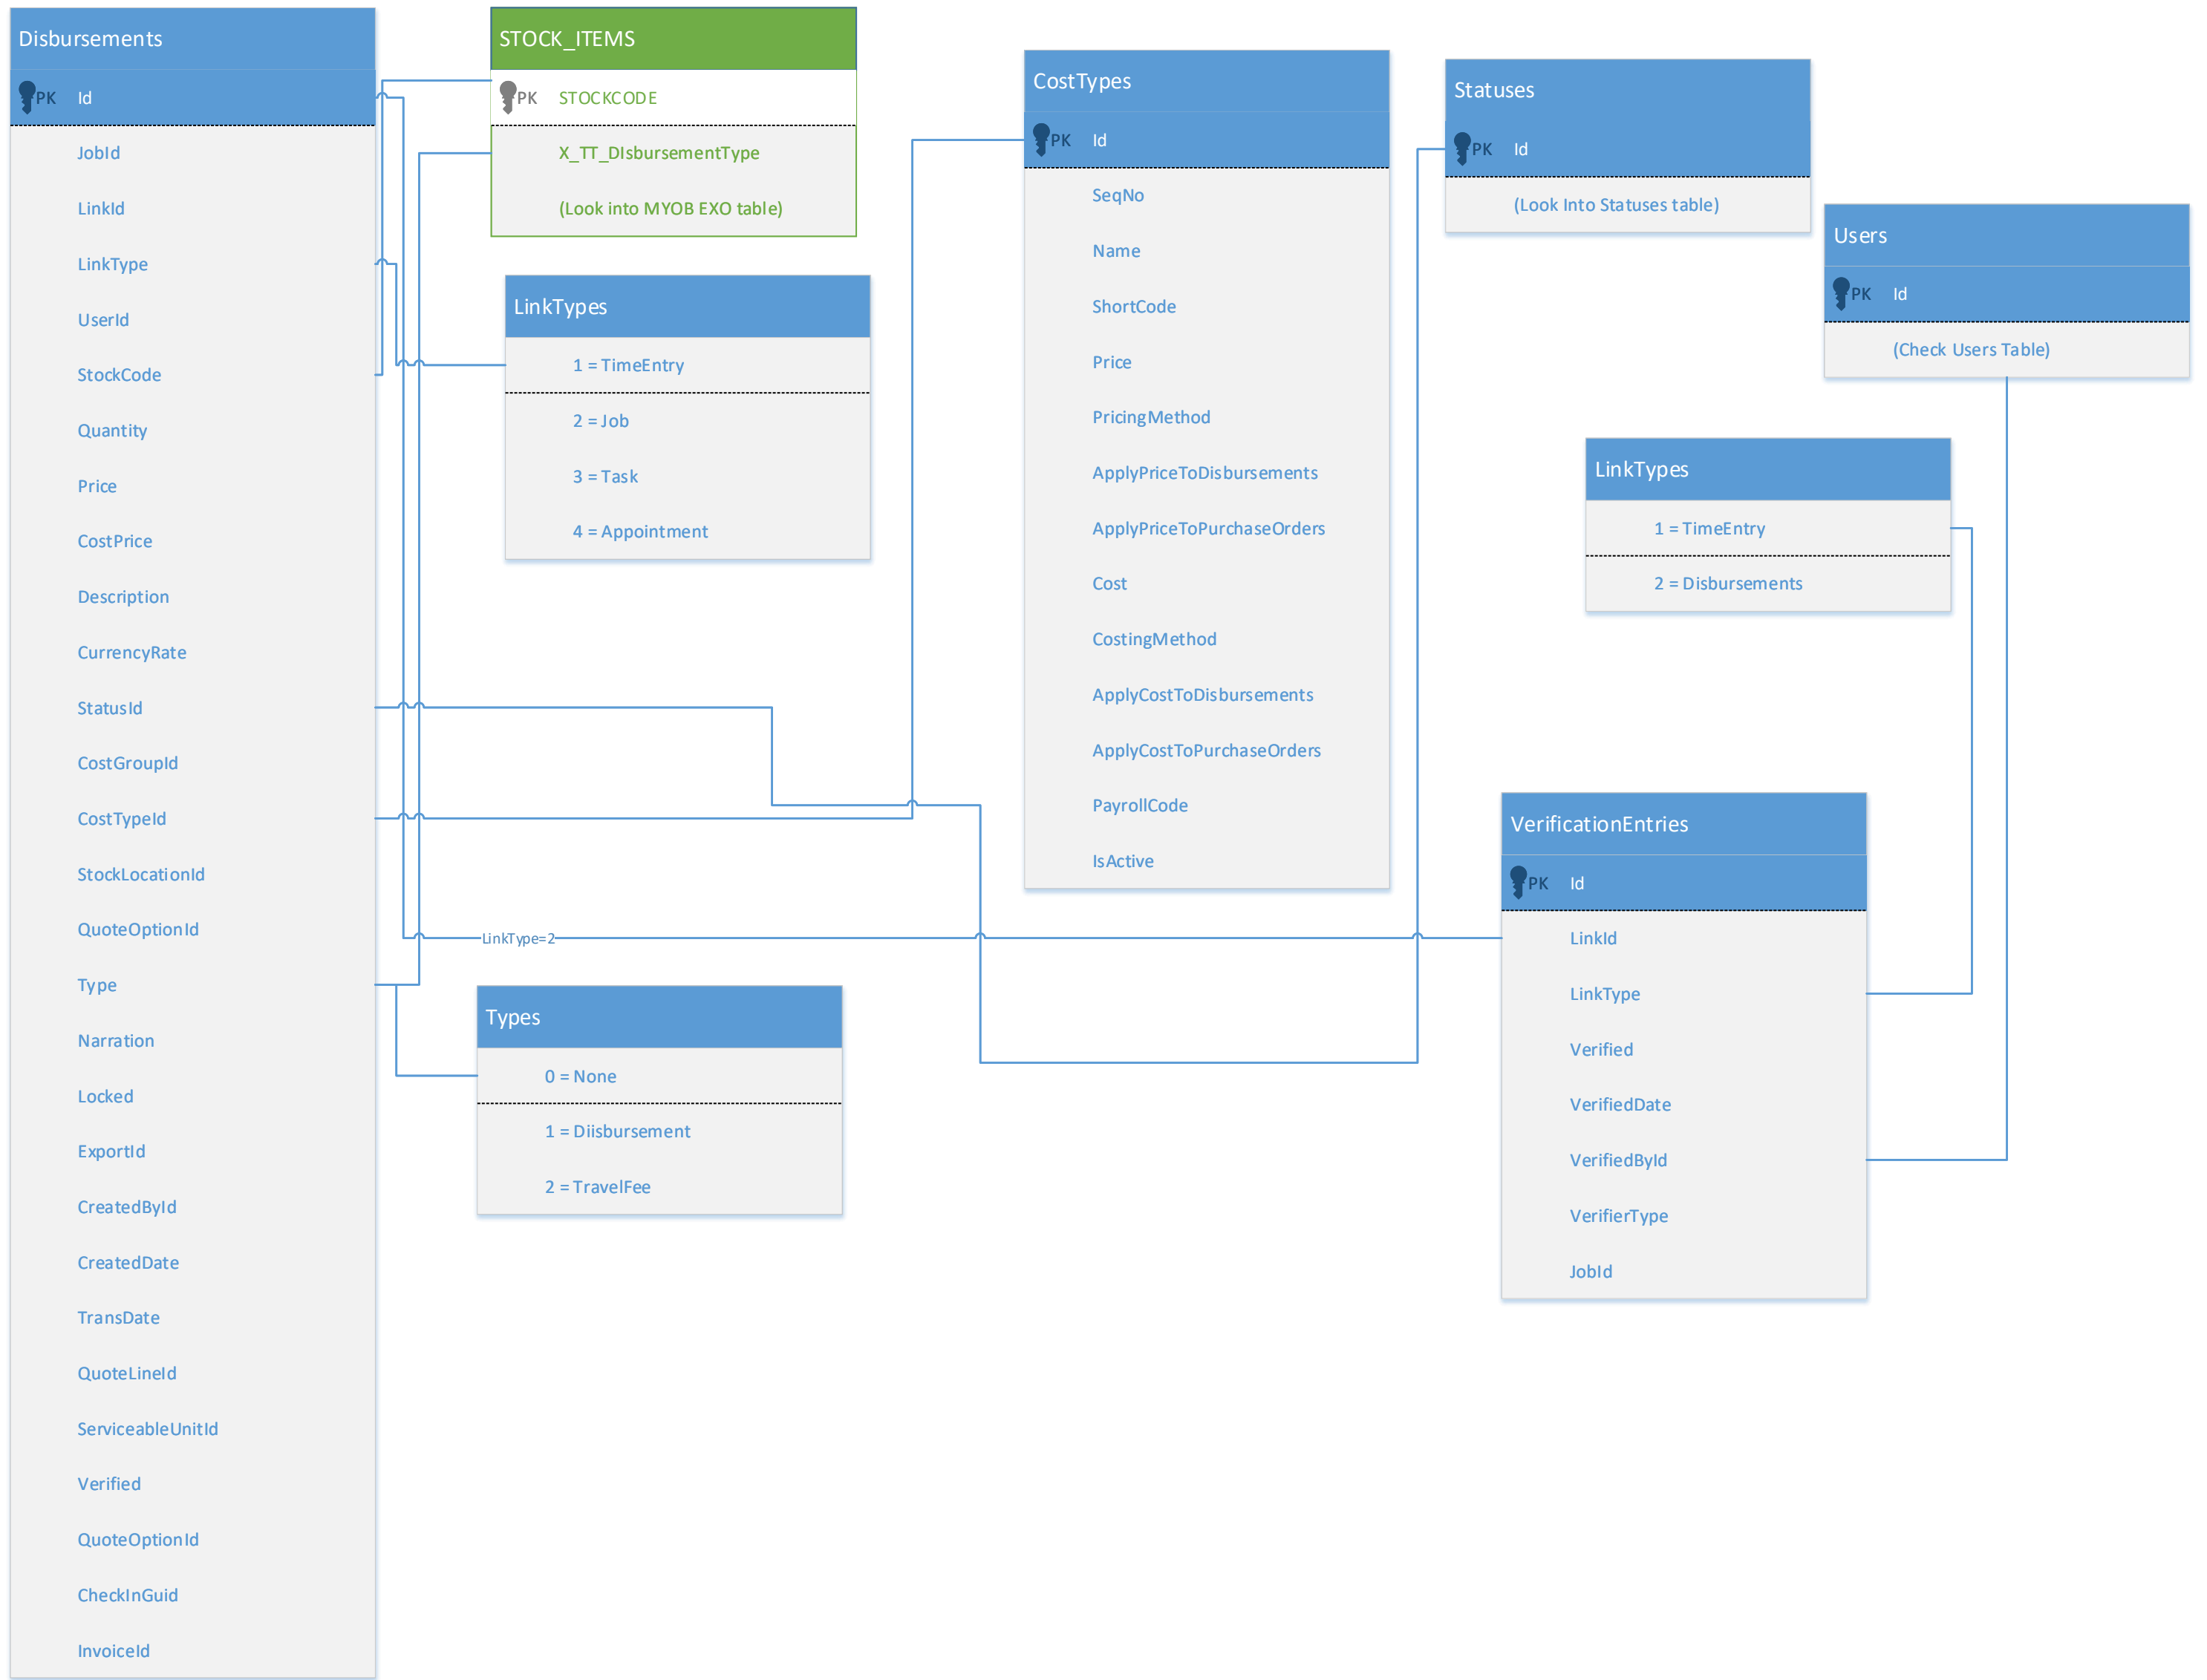 Disbursements
PK Id
JobId
LinkId
LinkType
UserId
StockCode
Quantity
Price
CostPrice
Description
CurrencyRate
StatusId
CostGroupId
CostTypeId
StockLocationId
QuoteOptionId
Type
Narration
Locked
ExportId
CreatedById
CreatedDate
TransDate
QuoteLineId
ServiceableUnitId
Verified
QuoteOptionId
CheckInGuid
InvoiceId
STOCK_ITEMS
PK STOCKCODE
X_TT_DIsbursementType
(Look into MYOB EXO table)
LinkTypes
1 = TimeEntry
2 = Job
3 = Task
4 = Appointment
LinkType=2
Types
0 = None
1 = Diisbursement
2 = TravelFee
CostTypes
PK Id
SeqNo
Name
ShortCode
Price
PricingMethod
ApplyPriceToDisbursements
ApplyPriceToPurchaseOrders
Cost
CostingMethod
ApplyCostToDisbursements
ApplyCostToPurchaseOrders
PayrollCode
IsActive
Statuses
PK Id
(Look Into Statuses table)
Users
PK Id
(Check Users Table)
LinkTypes
1 = TimeEntry
2 = Disbursements
VerificationEntries
PK Id
LinkId
LinkType
Verified
VerifiedDate
VerifiedById
VerifierType
JobId